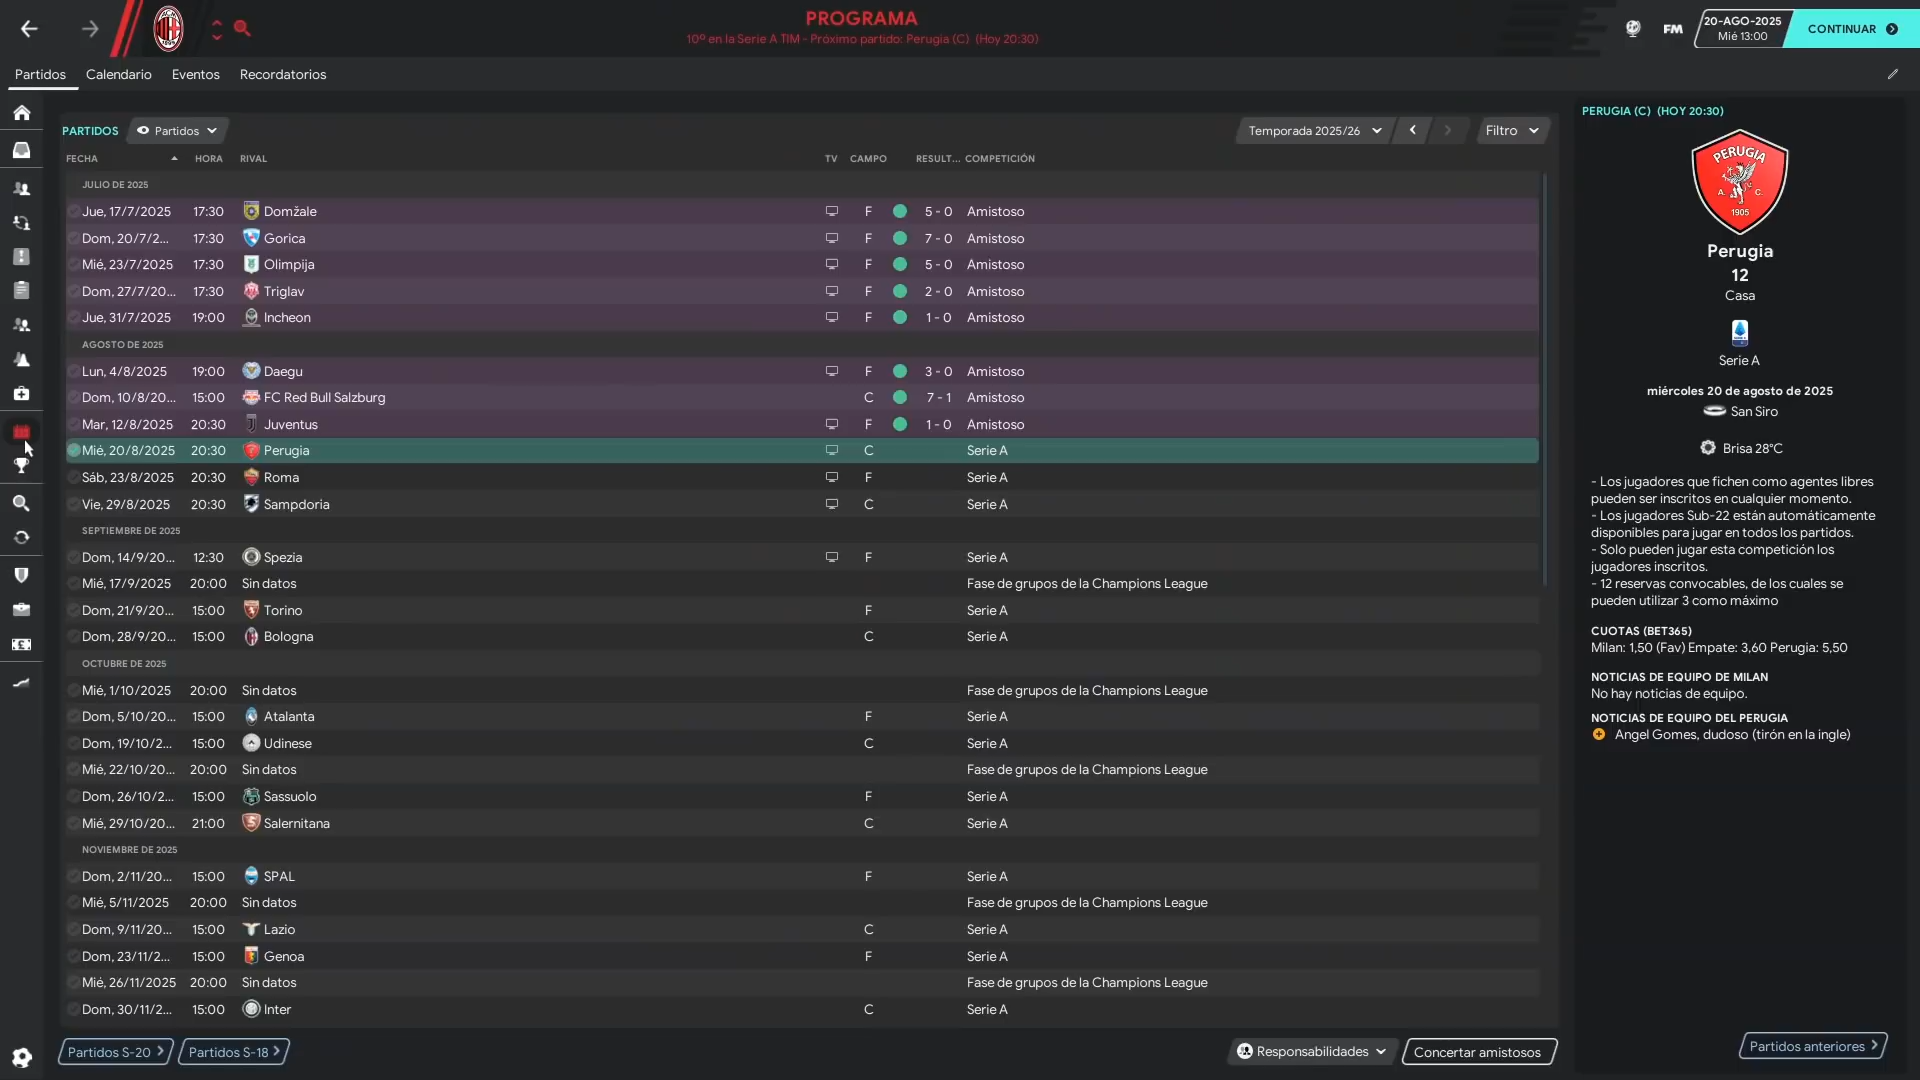 PROGRAMA
10º en la Serie A TIM - Próximo partido: Perugia (C) (Hoy 20:30)
FM
20-AGO-2025
Mié 13:00
CONTINUAR
Partidos Calendario Eventos Recordatorios
PARTIDOS Partidos Temporada 2025/26 Filtro
FECHA HORA RIVAL TV CAMPO RESULT... COMPETICIÓN
JULIO DE 2025
Jue, 17/7/2025 17:30 Domžale F 5 - 0 Amistoso
Dom, 20/7/2... 17:30 Gorica F 7 - 0 Amistoso
Mié, 23/7/2025 17:30 Olimpija F 5 - 0 Amistoso
Dom, 27/7/20... 17:30 Triglav F 2 - 0 Amistoso
Jue, 31/7/2025 19:00 Incheon F 1 - 0 Amistoso
AGOSTO DE 2025
Lun, 4/8/2025 19:00 Daegu F 3 - 0 Amistoso
Dom, 10/8/20... 15:00 FC Red Bull Salzburg C 7 - 1 Amistoso
Mar, 12/8/2025 20:30 Juventus F 1 - 0 Amistoso
Mié, 20/8/2025 20:30 Perugia C Serie A
Sáb, 23/8/2025 20:30 Roma F Serie A
Vie, 29/8/2025 20:30 Sampdoria C Serie A
SEPTIEMBRE DE 2025
Dom, 14/9/20... 12:30 Spezia F Serie A
Mié, 17/9/2025 20:00 Sin datos Fase de grupos de la Champions League
Dom, 21/9/20... 15:00 Torino F Serie A
Dom, 28/9/20... 15:00 Bologna C Serie A
OCTUBRE DE 2025
Mié, 1/10/2025 20:00 Sin datos Fase de grupos de la Champions League
Dom, 5/10/20... 15:00 Atalanta F Serie A
Dom, 19/10/2... 15:00 Udinese C Serie A
Mié, 22/10/20... 20:00 Sin datos Fase de grupos de la Champions League
Dom, 26/10/2... 15:00 Sassuolo F Serie A
Mié, 29/10/20... 21:00 Salernitana C Serie A
NOVIEMBRE DE 2025
Dom, 2/11/20... 15:00 SPAL F Serie A
Mié, 5/11/2025 20:00 Sin datos Fase de grupos de la Champions League
Dom, 9/11/20... 15:00 Lazio C Serie A
Dom, 23/11/2... 15:00 Genoa F Serie A
Mié, 26/11/2025 20:00 Sin datos Fase de grupos de la Champions League
Dom, 30/11/2... 15:00 Inter C Serie A
Partidos S-20 Partidos S-18 Responsabilidades Concertar amistosos
PERUGIA (C) (HOY 20:30)
PERUGIA
A. C.
1905
Perugia
12
Casa
Serie A
miércoles 20 de agosto de 2025
San Siro
Brisa 28°C
- Los jugadores que fichen como agentes libres
pueden ser inscritos en cualquier momento.
- Los jugadores Sub-22 están automáticamente
disponibles para jugar en todos los partidos.
- Solo pueden jugar esta competición los
jugadores inscritos.
- 12 reservas convocables, de los cuales se
pueden utilizar 3 como máximo
CUOTAS (BET365)
Milan: 1,50 (Fav) Empate: 3,60 Perugia: 5,50
NOTICIAS DE EQUIPO DE MILAN
No hay noticias de equipo.
NOTICIAS DE EQUIPO DEL PERUGIA
Angel Gomes, dudoso (tirón en la ingle)
Partidos anteriores